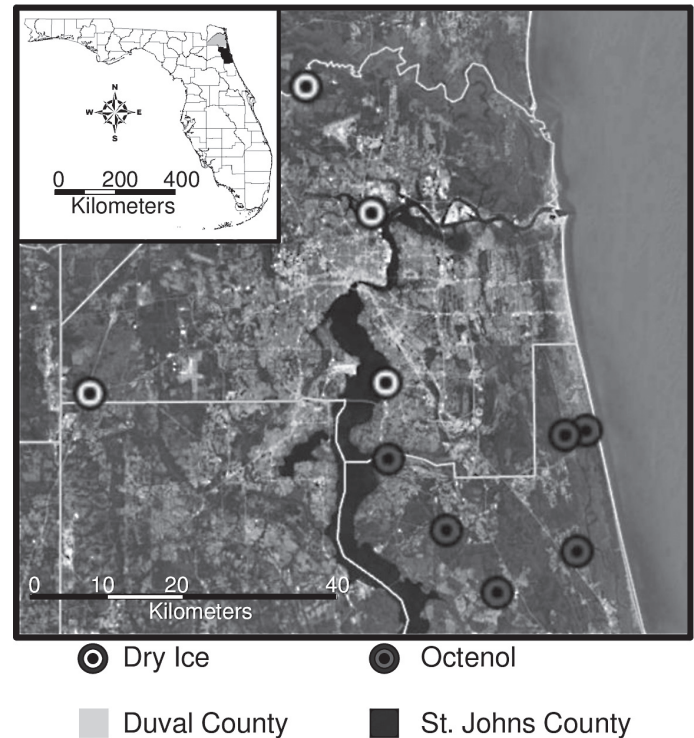 N
W E
S
0 200 400
Kilometers
0 10 20 40
Kilometers
Dry Ice
Octenol
Duval County
St. Johns County